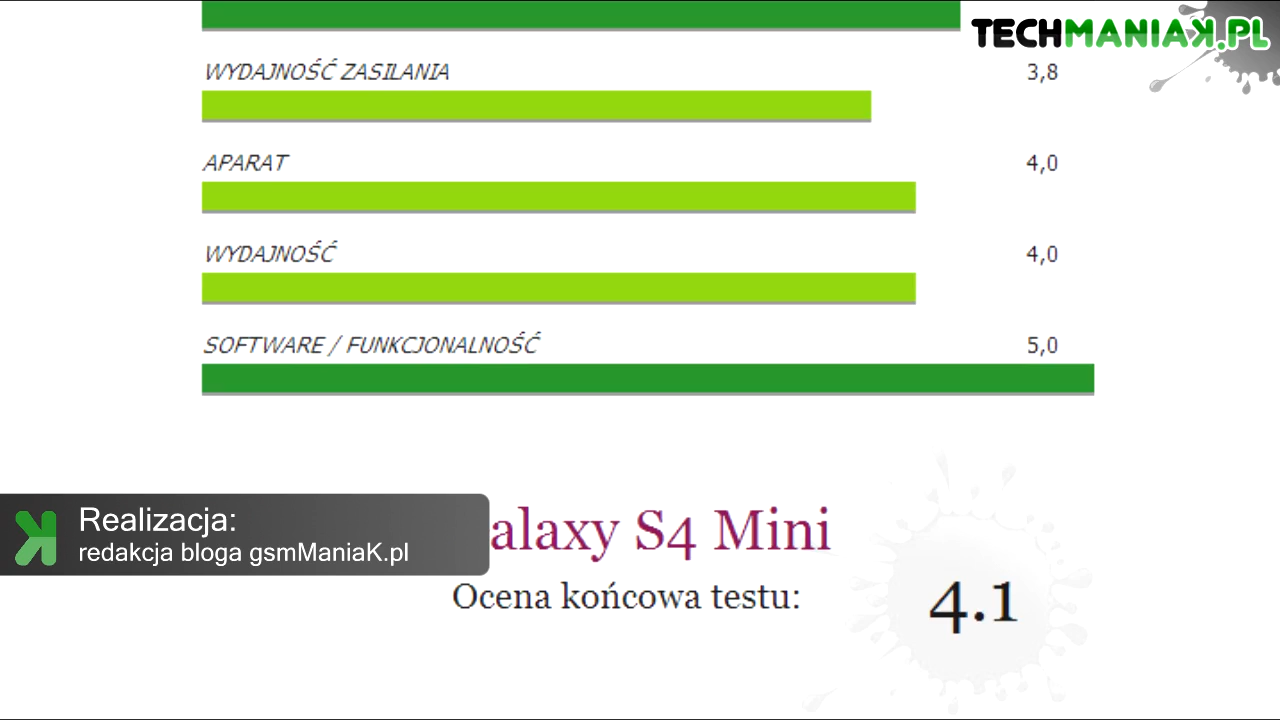 TECHMANIAK.PL
WYDAJNOŚĆ ZASILANIA 3,8
APARAT 4,0
WYDAJNOŚĆ 4,0
SOFTWARE / FUNKCJONALNOŚĆ 5,0
Realizacja:
redakcja bloga gsmManiaK.pl
alaxy S4 Mini
Ocena końcowa testu:
4.1